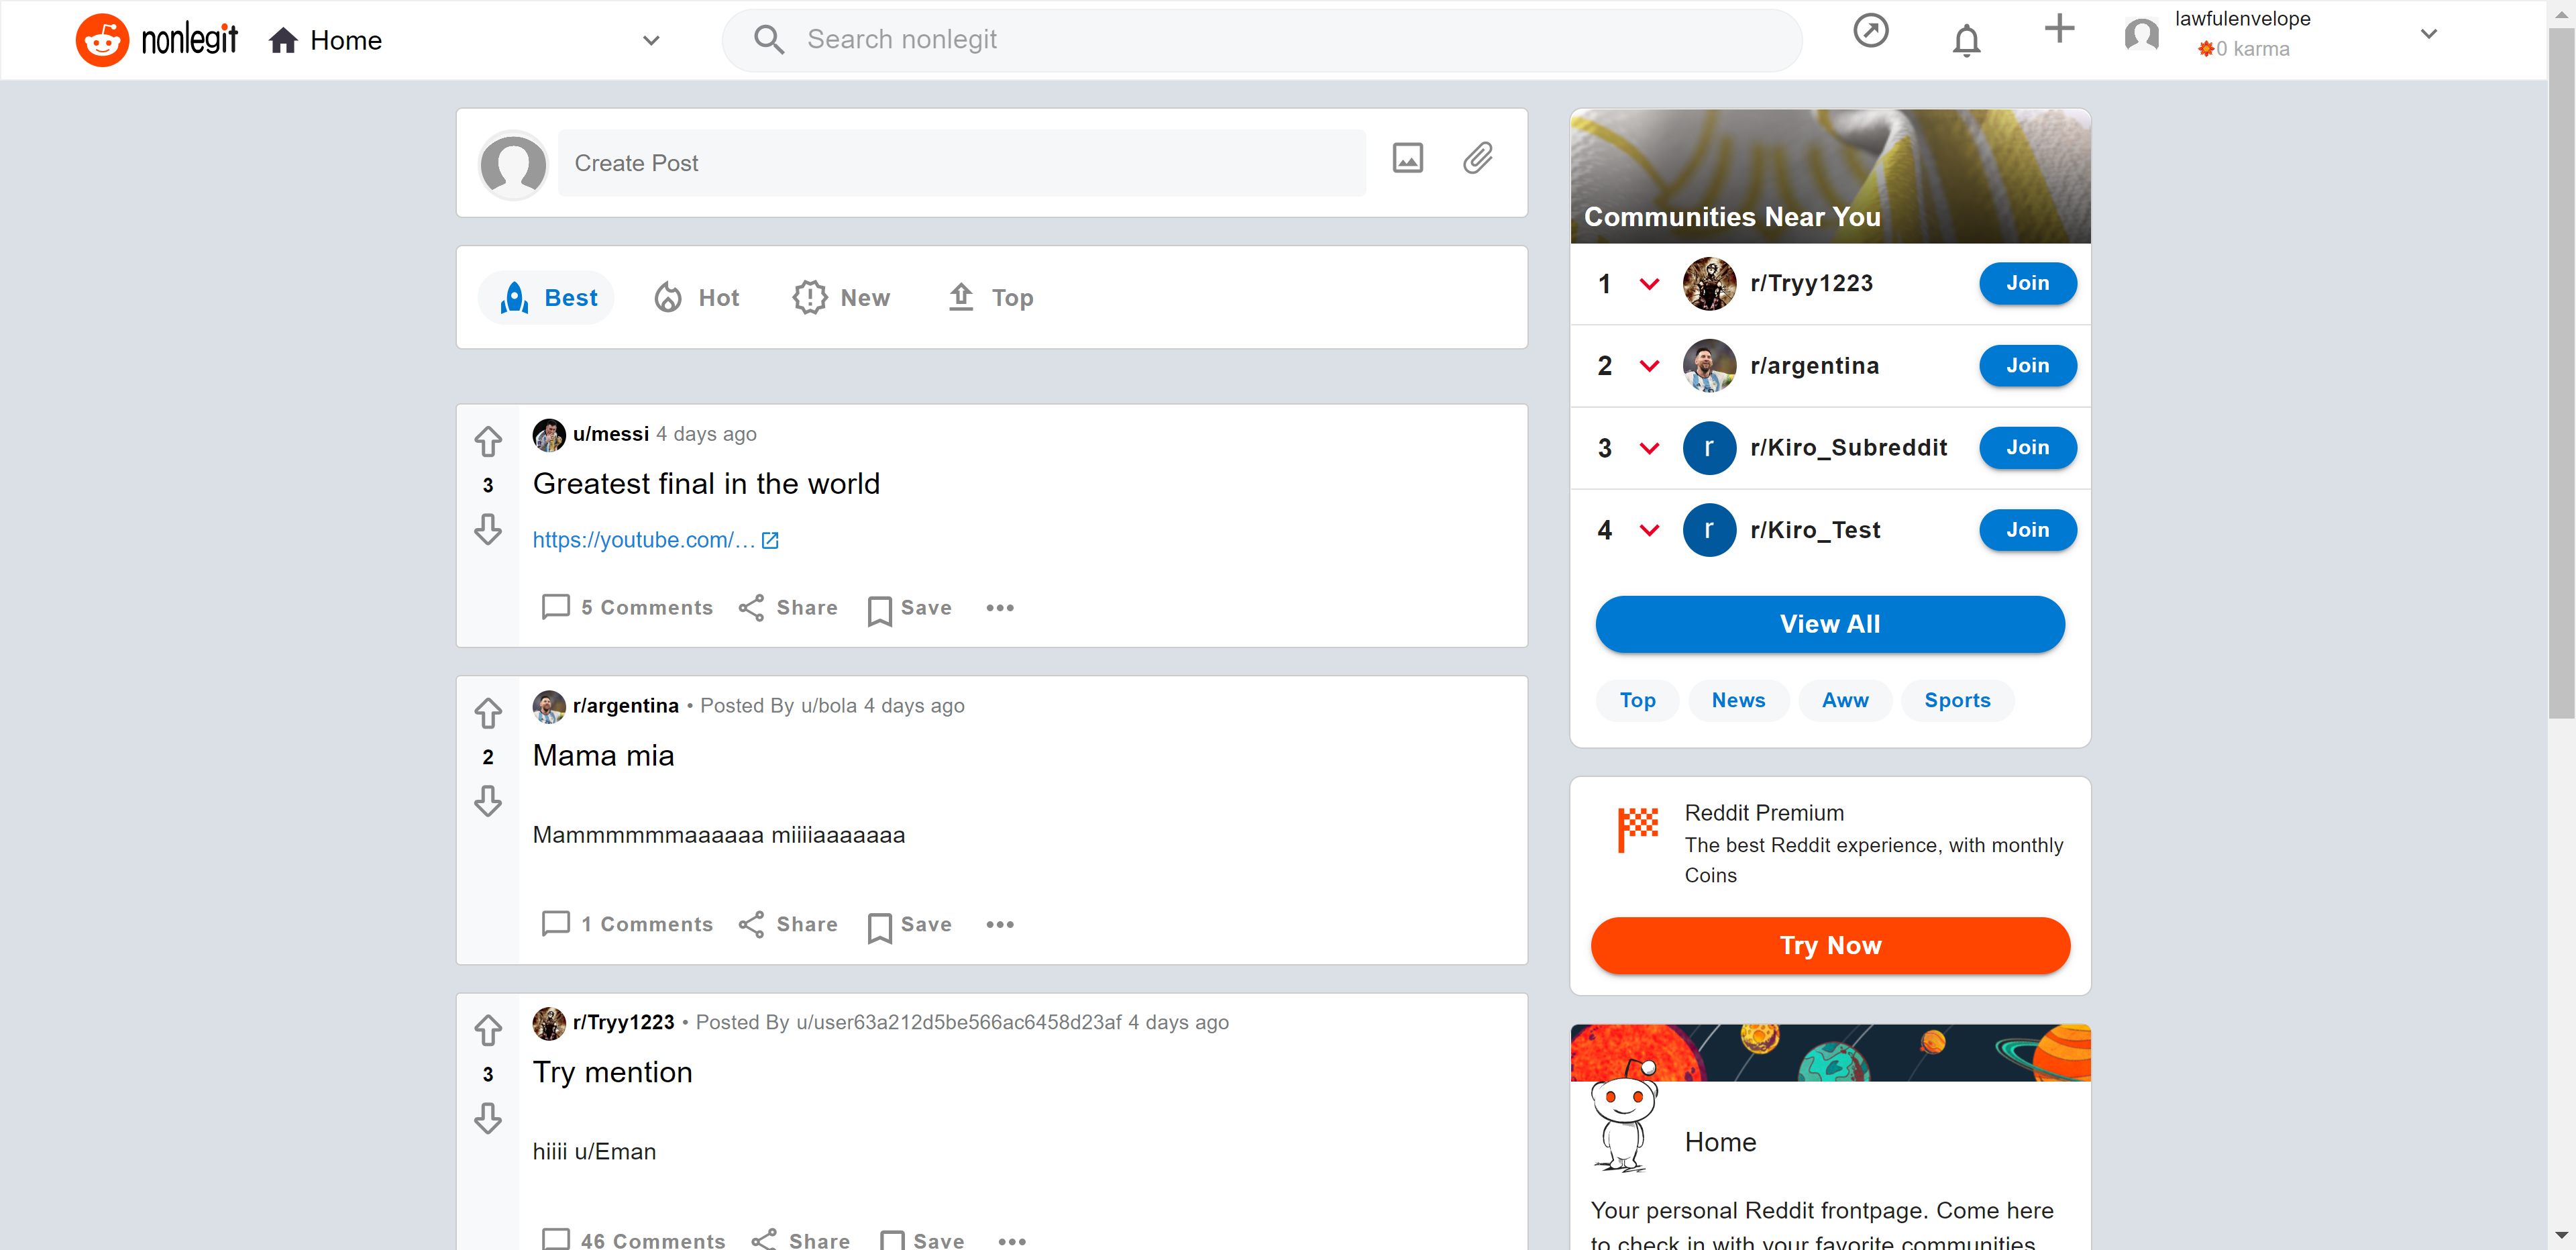 nonlegit
Home
Search nonlegit
lawfulenvelope
0 karma
Create Post
Best
Hot
New
Top
u/messi 4 days ago
3
Greatest final in the world
https://youtube.com/...
5 Comments
Share
Save
r/argentina • Posted By u/bola 4 days ago
2
Mama mia
Mammmmmmaaaaaa miiiiaaaaaaa
1 Comments
Share
Save
r/Tryy1223 • Posted By u/user63a212d5be566ac6458d23af 4 days ago
3
Try mention
hiiii u/Eman
46 Comments
Share
Save
Communities Near You
1 r/Tryy1223 Join
2 r/argentina Join
3 r r/Kiro_Subreddit Join
4 r r/Kiro_Test Join
View All
Top
News
Aww
Sports
Reddit Premium
The best Reddit experience, with monthly
Coins
Try Now
Home
Your personal Reddit frontpage. Come here
to check in with your favorite communities.